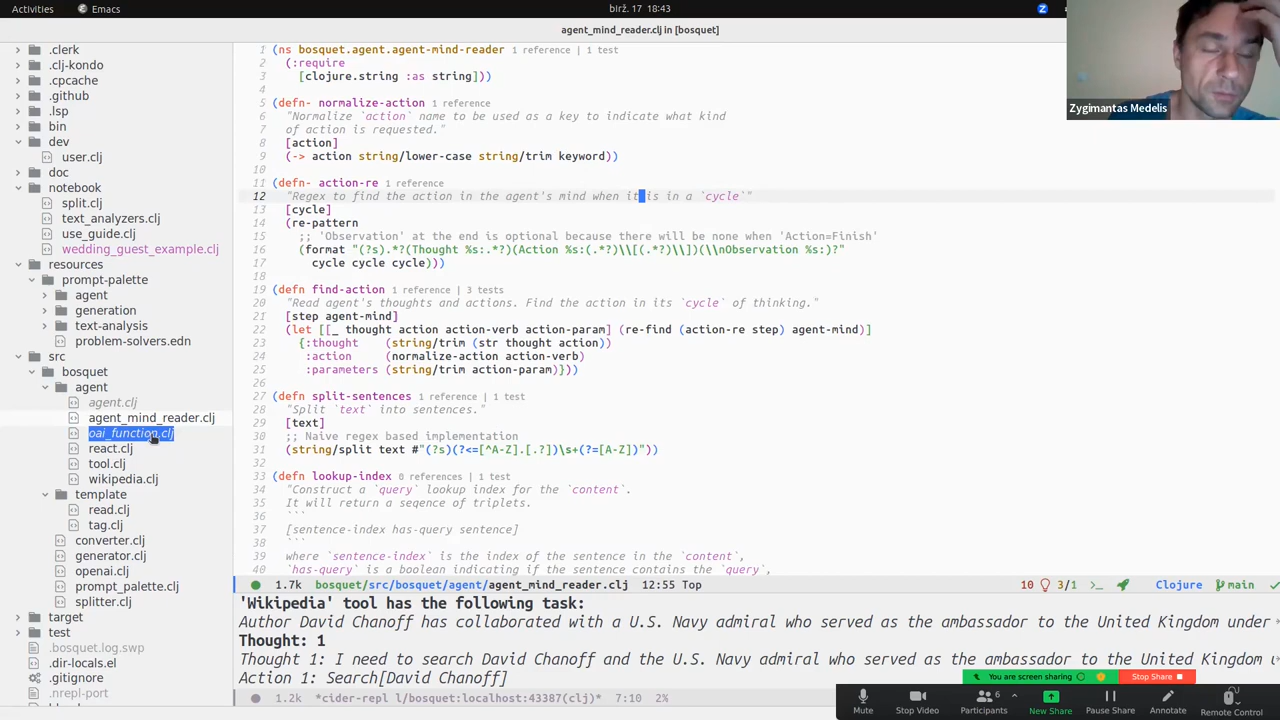 Activities
Emacs
birž. 17 18:43
agent_mind_reader.clj in [bosquet]
Zygimantas Medelis
.clerk
.clj-kondo
.cpcache
.github
.lsp
bin
dev
user.clj
doc
notebook
split.clj
text_analyzers.clj
use_guide.clj
wedding_guest_example.clj
resources
prompt-palette
agent
generation
text-analysis
problem-solvers.edn
src
bosquet
agent
agent.clj
agent_mind_reader.clj
oai_function.clj
react.clj
tool.clj
wikipedia.clj
template
read.clj
tag.clj
converter.clj
generator.clj
openai.clj
prompt_palette.clj
splitter.clj
target
test
.bosquet.log.swp
.dir-locals.el
.gitignore
.nrepl-port
1 (ns bosquet.agent.agent-mind-reader 1 reference | 1 test
2 (:require
3 [clojure.string :as string]))
4
5 (defn- normalize-action 1 reference
6 "Normalize `action` name to be used as a key to indicate what kind
7 of action is requested."
8 [action]
9 (-> action string/lower-case string/trim keyword))
10
11 (defn- action-re 1 reference
12 "Regex to find the action in the agent's mind when it is in a `cycle`"
13 [cycle]
14 (re-pattern
15 ;; 'Observation' at the end is optional because there will be none when 'Action=Finish'
16 (format "(?s).*?(Thought %s:.*?)(Action %s:(.*?)\\[(.*?)\\])(\\nObservation %s:)?"
17 cycle cycle cycle)))
18
19 (defn find-action 1 reference | 3 tests
20 "Read agent's thoughts and actions. Find the action in its `cycle` of thinking."
21 [step agent-mind]
22 (let [[_ thought action action-verb action-param] (re-find (action-re step) agent-mind)]
23 {:thought (string/trim (str thought action))
24 :action (normalize-action action-verb)
25 :parameters (string/trim action-param)}))
26
27 (defn split-sentences 1 reference | 1 test
28 "Split `text` into sentences."
29 [text]
30 ;; Naive regex based implementation
31 (string/split text #"(?s)(?<=[^A-Z].[.?])\s+(?=[A-Z])"))
32
33 (defn lookup-index 0 references | 1 test
34 "Construct a `query` lookup index for the `content`.
35 It will return a seqence of triplets.
36 ```
37 [sentence-index has-query sentence]
38 ```
39 where `sentence-index` is the index of the sentence in the `content`,
40 `has-query` is a boolean indicating if the sentence contains the `query`,
1.7k bosquet/src/bosquet/agent/agent_mind_reader.clj 12:55 Top 10 3/1 Clojure main
'Wikipedia' tool has the following task:
Author David Chanoff has collaborated with a U.S. Navy admiral who served as the ambassador to the United Kingdom under
Thought: 1
Thought 1: I need to search David Chanoff and the U.S. Navy admiral who served as the ambassador to the United Kingdom
Action 1: Search[David Chanoff]
You are screen sharing
Stop Share
1.2k *cider-repl l/bosquet:localhost:43387(clj)* 7:10 2%
Mute
Stop Video
6
Participants
New Share
Pause Share
Annotate
Remote Control